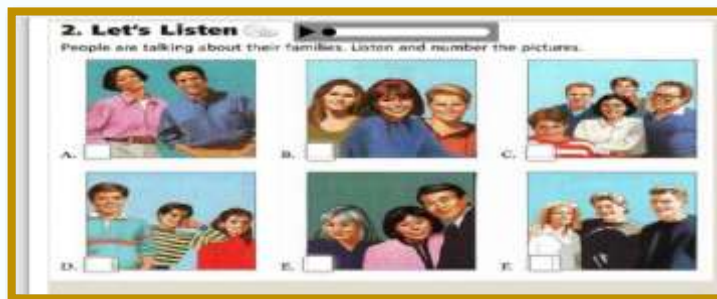 2. Let's Listen
People are talking about their families. Listen and number the pictures.
A.
B.
C.
D.
E.
F.